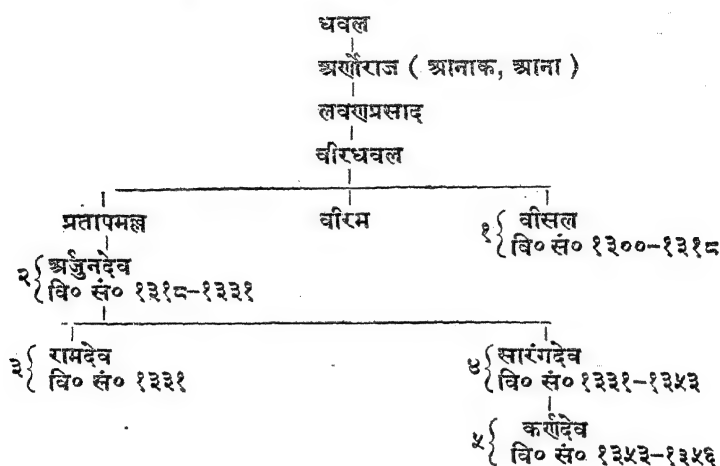 धवल
अर्णोराज ( आनाक, आना )
लवणप्रसाद
वीरधवल
प्रतापमल्ल वीरम १ { वीसल
वि० सं० १३००-१३१८
२ { अर्जुनदेव
वि० सं० १३१८-१३३१
३ { रामदेव ४ { सारंगदेव
वि० सं० १३३१ वि० सं० १३३१-१३५३
५ { कर्णदेव
वि० सं० १३५३-१३५६